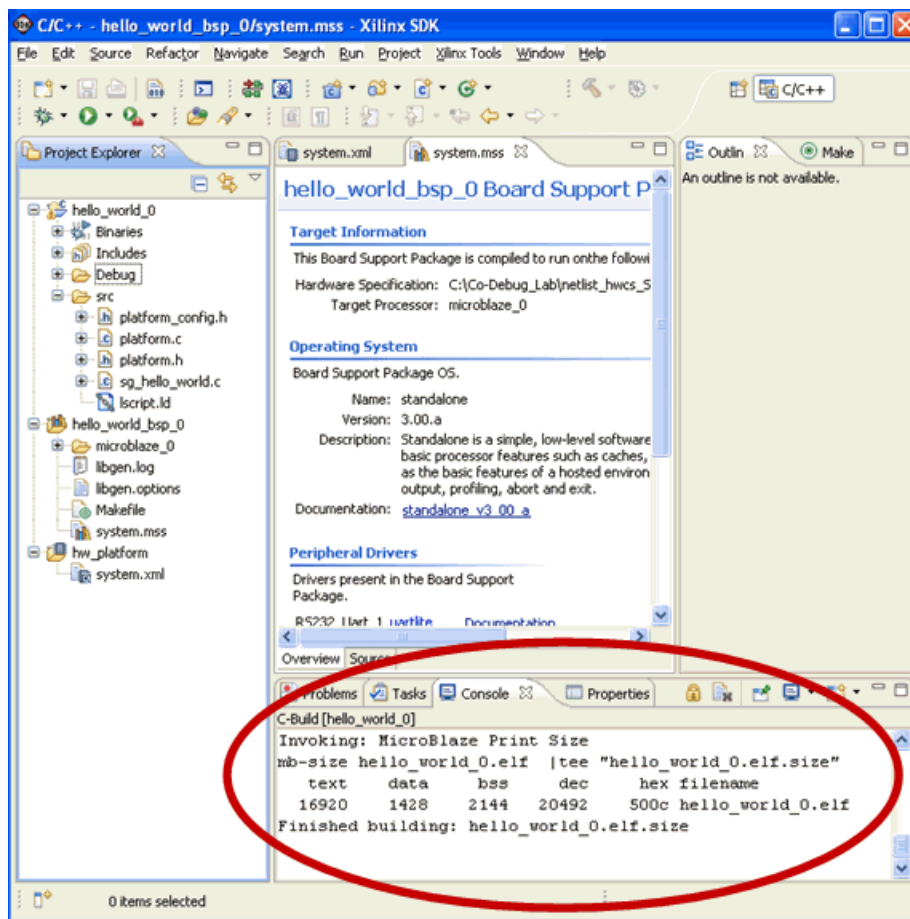 C/C++ - hello_world_bsp_0/system.mss - Xilinx SDK
File Edit Source Refactor Navigate Search Run Project Xilinx Tools Window Help
C/C++
Project Explorer
hello_world_0
Binaries
Includes
Debug
src
platform_config.h
platform.c
platform.h
sg_hello_world.c
lscript.ld
hello_world_bsp_0
microblaze_0
libgen.log
libgen.options
Makefile
system.mss
hw_platform
system.xml
system.xml system.mss
hello_world_bsp_0 Board Support P
Target Information
This Board Support Package is compiled to run onthe followi
Hardware Specification: C:\Co-Debug_Lab\netlist_hwcs_S
Target Processor: microblaze_0
Operating System
Board Support Package OS.
Name: standalone
Version: 3.00.a
Description: Standalone is a simple, low-level software
basic processor features such as caches,
as the basic features of a hosted environ
output, profiling, abort and exit.
Documentation: standalone_v3_00_a
Peripheral Drivers
Drivers present in the Board Support
Package.
RS232_Uart_1 uartlite Documentation
Overview Source
Outlin Make
An outline is not available.
Problems Tasks Console Properties
C-Build [hello_world_0]
Invoking: MicroBlaze Print Size
mb-size hello_world_0.elf |tee "hello_world_0.elf.size"
text data bss dec hex filename
16920 1428 2144 20492 500c hello_world_0.elf
Finished building: hello_world_0.elf.size
0 items selected